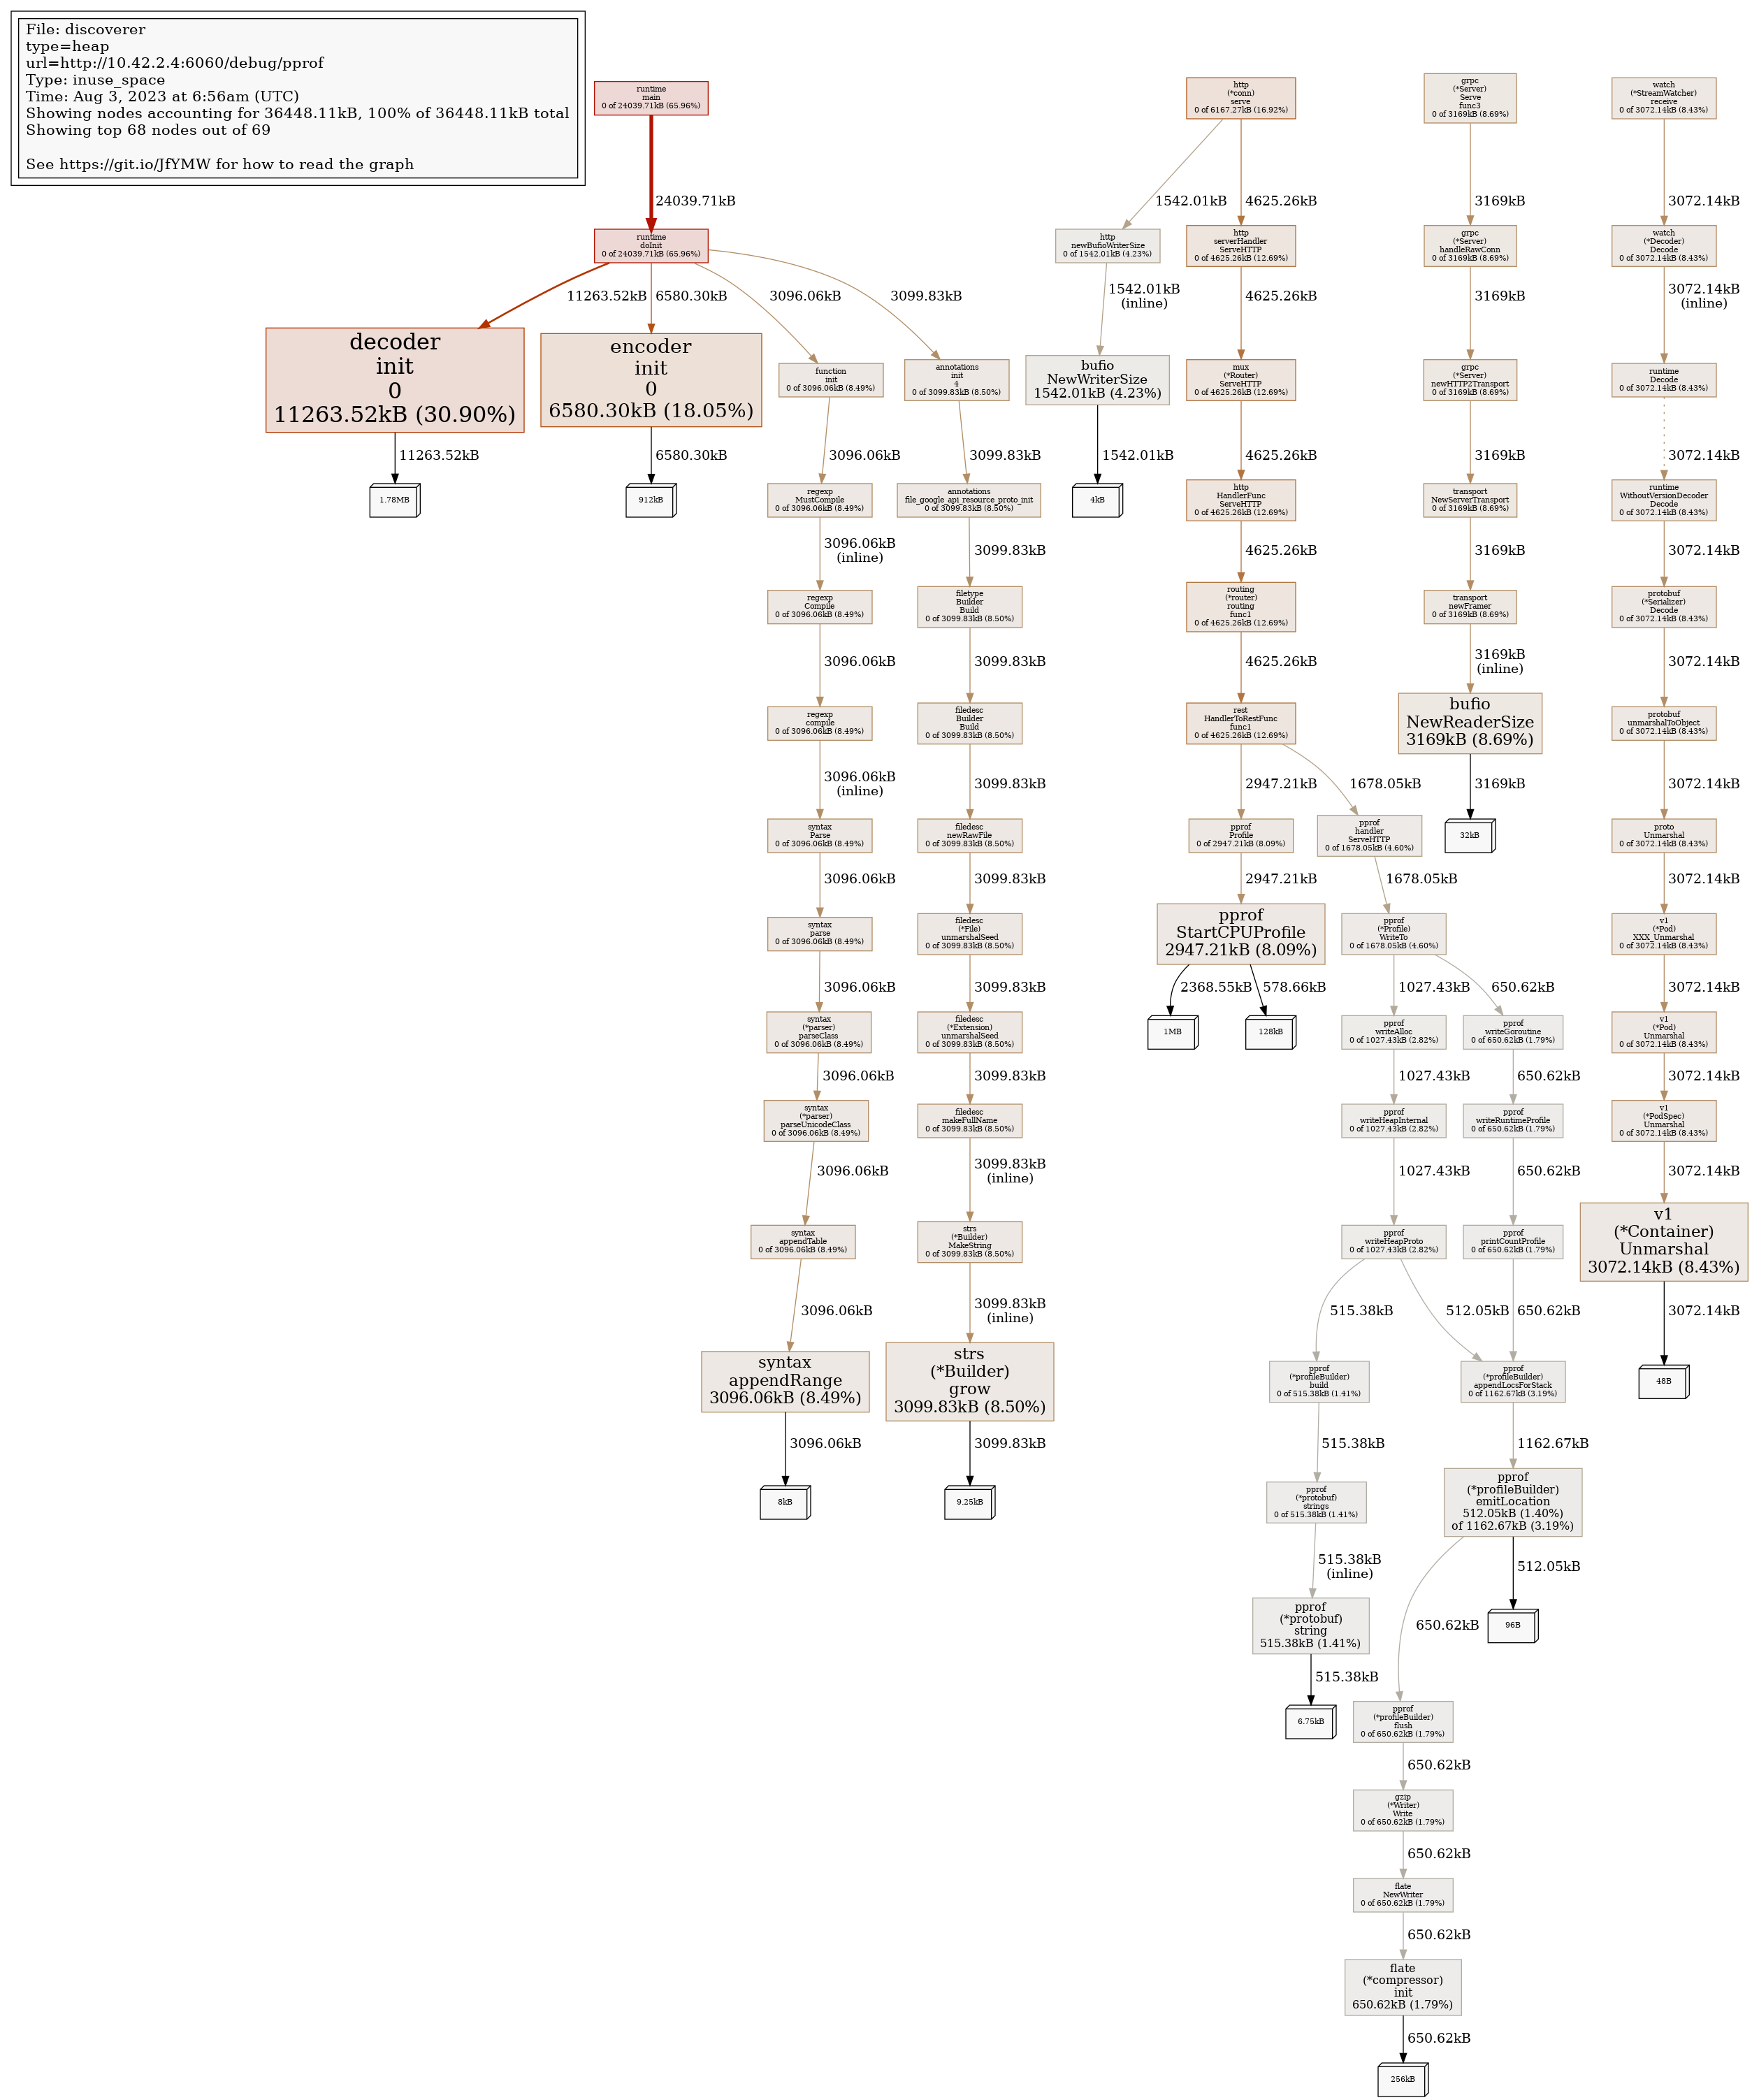 File: discoverer
type=heap
url=http://10.42.2.4:6060/debug/pprof
Type: inuse_space
Time: Aug 3, 2023 at 6:56am (UTC)
Showing nodes accounting for 36448.11kB, 100% of 36448.11kB total
Showing top 68 nodes out of 69
See https://git.io/JfYMW for how to read the graph
runtime
main
0 of 24039.71kB (65.96%)
24039.71kB
runtime
doInit
0 of 24039.71kB (65.96%)
11263.52kB
6580.30kB
3096.06kB
3099.83kB
decoder
init
0
11263.52kB (30.90%)
11263.52kB
1.78MB
encoder
init
0
6580.30kB (18.05%)
6580.30kB
912kB
function
init
0 of 3096.06kB (8.49%)
3096.06kB
regexp
MustCompile
0 of 3096.06kB (8.49%)
3096.06kB
(inline)
regexp
Compile
0 of 3096.06kB (8.49%)
3096.06kB
regexp
compile
0 of 3096.06kB (8.49%)
3096.06kB
(inline)
syntax
Parse
0 of 3096.06kB (8.49%)
3096.06kB
syntax
parse
0 of 3096.06kB (8.49%)
3096.06kB
syntax
(*parser)
parseClass
0 of 3096.06kB (8.49%)
3096.06kB
syntax
(*parser)
parseUnicodeClass
0 of 3096.06kB (8.49%)
3096.06kB
syntax
appendTable
0 of 3096.06kB (8.49%)
3096.06kB
syntax
appendRange
3096.06kB (8.49%)
3096.06kB
8kB
annotations
init
4
0 of 3099.83kB (8.50%)
3099.83kB
annotations
file_google_api_resource_proto_init
0 of 3099.83kB (8.50%)
3099.83kB
filetype
Builder
Build
0 of 3099.83kB (8.50%)
3099.83kB
filedesc
Builder
Build
0 of 3099.83kB (8.50%)
3099.83kB
filedesc
newRawFile
0 of 3099.83kB (8.50%)
3099.83kB
filedesc
(*File)
unmarshalSeed
0 of 3099.83kB (8.50%)
3099.83kB
filedesc
(*Extension)
unmarshalSeed
0 of 3099.83kB (8.50%)
3099.83kB
filedesc
makeFullName
0 of 3099.83kB (8.50%)
3099.83kB
(inline)
strs
(*Builder)
MakeString
0 of 3099.83kB (8.50%)
3099.83kB
(inline)
strs
(*Builder)
grow
3099.83kB (8.50%)
3099.83kB
9.25kB
http
(*conn)
serve
0 of 6167.27kB (16.92%)
1542.01kB
4625.26kB
http
newBufioWriterSize
0 of 1542.01kB (4.23%)
1542.01kB
(inline)
bufio
NewWriterSize
1542.01kB (4.23%)
1542.01kB
4kB
http
serverHandler
ServeHTTP
0 of 4625.26kB (12.69%)
4625.26kB
mux
(*Router)
ServeHTTP
0 of 4625.26kB (12.69%)
4625.26kB
http
HandlerFunc
ServeHTTP
0 of 4625.26kB (12.69%)
4625.26kB
routing
(*router)
routing
func1
0 of 4625.26kB (12.69%)
4625.26kB
rest
HandlerToRestFunc
func1
0 of 4625.26kB (12.69%)
2947.21kB
1678.05kB
pprof
Profile
0 of 2947.21kB (8.09%)
2947.21kB
pprof
StartCPUProfile
2947.21kB (8.09%)
2368.55kB
578.66kB
1MB
128kB
pprof
handler
ServeHTTP
0 of 1678.05kB (4.60%)
1678.05kB
pprof
(*Profile)
WriteTo
0 of 1678.05kB (4.60%)
1027.43kB
650.62kB
pprof
writeAlloc
0 of 1027.43kB (2.82%)
1027.43kB
pprof
writeHeapInternal
0 of 1027.43kB (2.82%)
1027.43kB
pprof
writeHeapProto
0 of 1027.43kB (2.82%)
515.38kB
512.05kB
pprof
writeGoroutine
0 of 650.62kB (1.79%)
650.62kB
pprof
writeRuntimeProfile
0 of 650.62kB (1.79%)
650.62kB
pprof
printCountProfile
0 of 650.62kB (1.79%)
650.62kB
pprof
(*profileBuilder)
build
0 of 515.38kB (1.41%)
515.38kB
pprof
(*protobuf)
strings
0 of 515.38kB (1.41%)
515.38kB
(inline)
pprof
(*protobuf)
string
515.38kB (1.41%)
515.38kB
6.75kB
pprof
(*profileBuilder)
appendLocsForStack
0 of 1162.67kB (3.19%)
1162.67kB
pprof
(*profileBuilder)
emitLocation
512.05kB (1.40%)
of 1162.67kB (3.19%)
512.05kB
96B
650.62kB
pprof
(*profileBuilder)
flush
0 of 650.62kB (1.79%)
650.62kB
gzip
(*Writer)
Write
0 of 650.62kB (1.79%)
650.62kB
flate
NewWriter
0 of 650.62kB (1.79%)
650.62kB
flate
(*compressor)
init
650.62kB (1.79%)
650.62kB
256kB
grpc
(*Server)
Serve
func3
0 of 3169kB (8.69%)
3169kB
grpc
(*Server)
handleRawConn
0 of 3169kB (8.69%)
3169kB
grpc
(*Server)
newHTTP2Transport
0 of 3169kB (8.69%)
3169kB
transport
NewServerTransport
0 of 3169kB (8.69%)
3169kB
transport
newFramer
0 of 3169kB (8.69%)
3169kB
(inline)
bufio
NewReaderSize
3169kB (8.69%)
3169kB
32kB
watch
(*StreamWatcher)
receive
0 of 3072.14kB (8.43%)
3072.14kB
watch
(*Decoder)
Decode
0 of 3072.14kB (8.43%)
3072.14kB
(inline)
runtime
Decode
0 of 3072.14kB (8.43%)
3072.14kB
runtime
WithoutVersionDecoder
Decode
0 of 3072.14kB (8.43%)
3072.14kB
protobuf
(*Serializer)
Decode
0 of 3072.14kB (8.43%)
3072.14kB
protobuf
unmarshalToObject
0 of 3072.14kB (8.43%)
3072.14kB
proto
Unmarshal
0 of 3072.14kB (8.43%)
3072.14kB
v1
(*Pod)
XXX_Unmarshal
0 of 3072.14kB (8.43%)
3072.14kB
v1
(*Pod)
Unmarshal
0 of 3072.14kB (8.43%)
3072.14kB
v1
(*PodSpec)
Unmarshal
0 of 3072.14kB (8.43%)
3072.14kB
v1
(*Container)
Unmarshal
3072.14kB (8.43%)
3072.14kB
48B